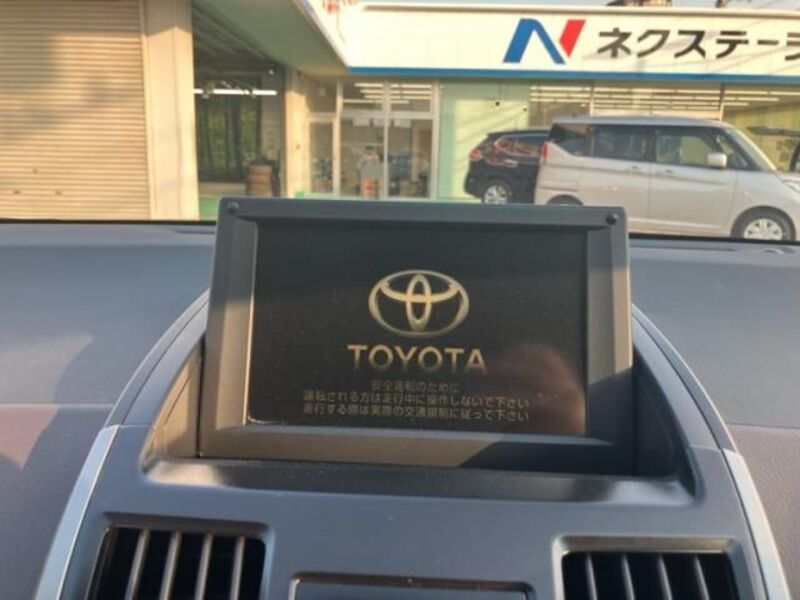 ネクステージ
TOYOTA
安全運転のために
運転される方は走行中に操作しないで下さい
走行する際は実際の交通規制に従って下さい